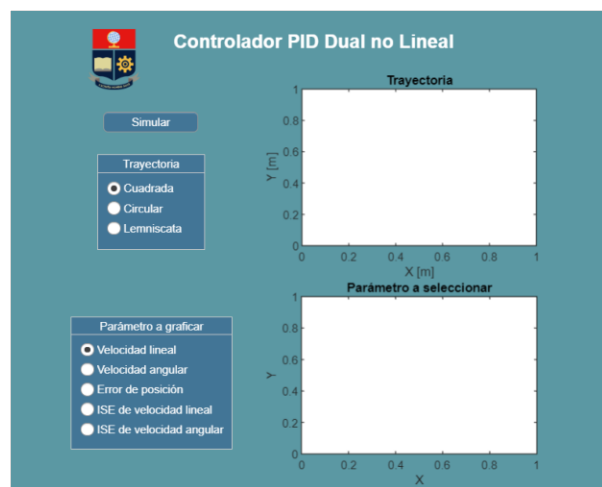 Controlador PID Dual no Lineal
Simular
Trayectoria
Cuadrada
Circular
Lemniscata
Trayectoria
1
0.8
0.6
0.4
0.2
0
Y [m]
0 0.2 0.4 0.6 0.8 1
X [m]
Parámetro a graficar
Velocidad lineal
Velocidad angular
Error de posición
ISE de velocidad lineal
ISE de velocidad angular
Parámetro a seleccionar
1
0.8
0.6
0.4
0.2
0
Y
0 0.2 0.4 0.6 0.8 1
X